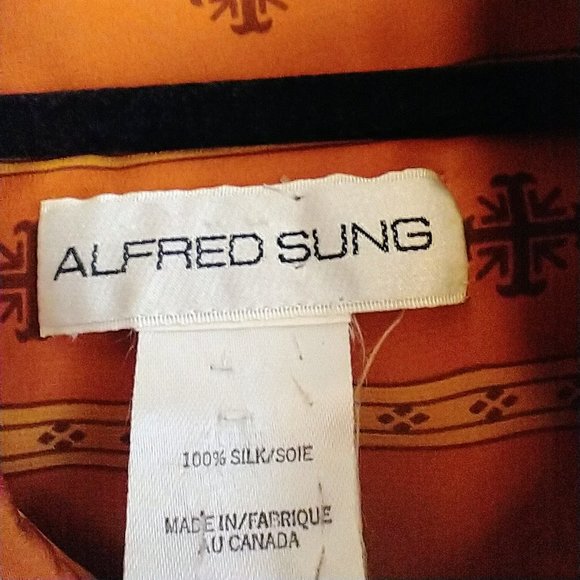 ALFRED SUNG
100% SILK/SOIE
MADE IN/FABRIQUE
AU CANADA